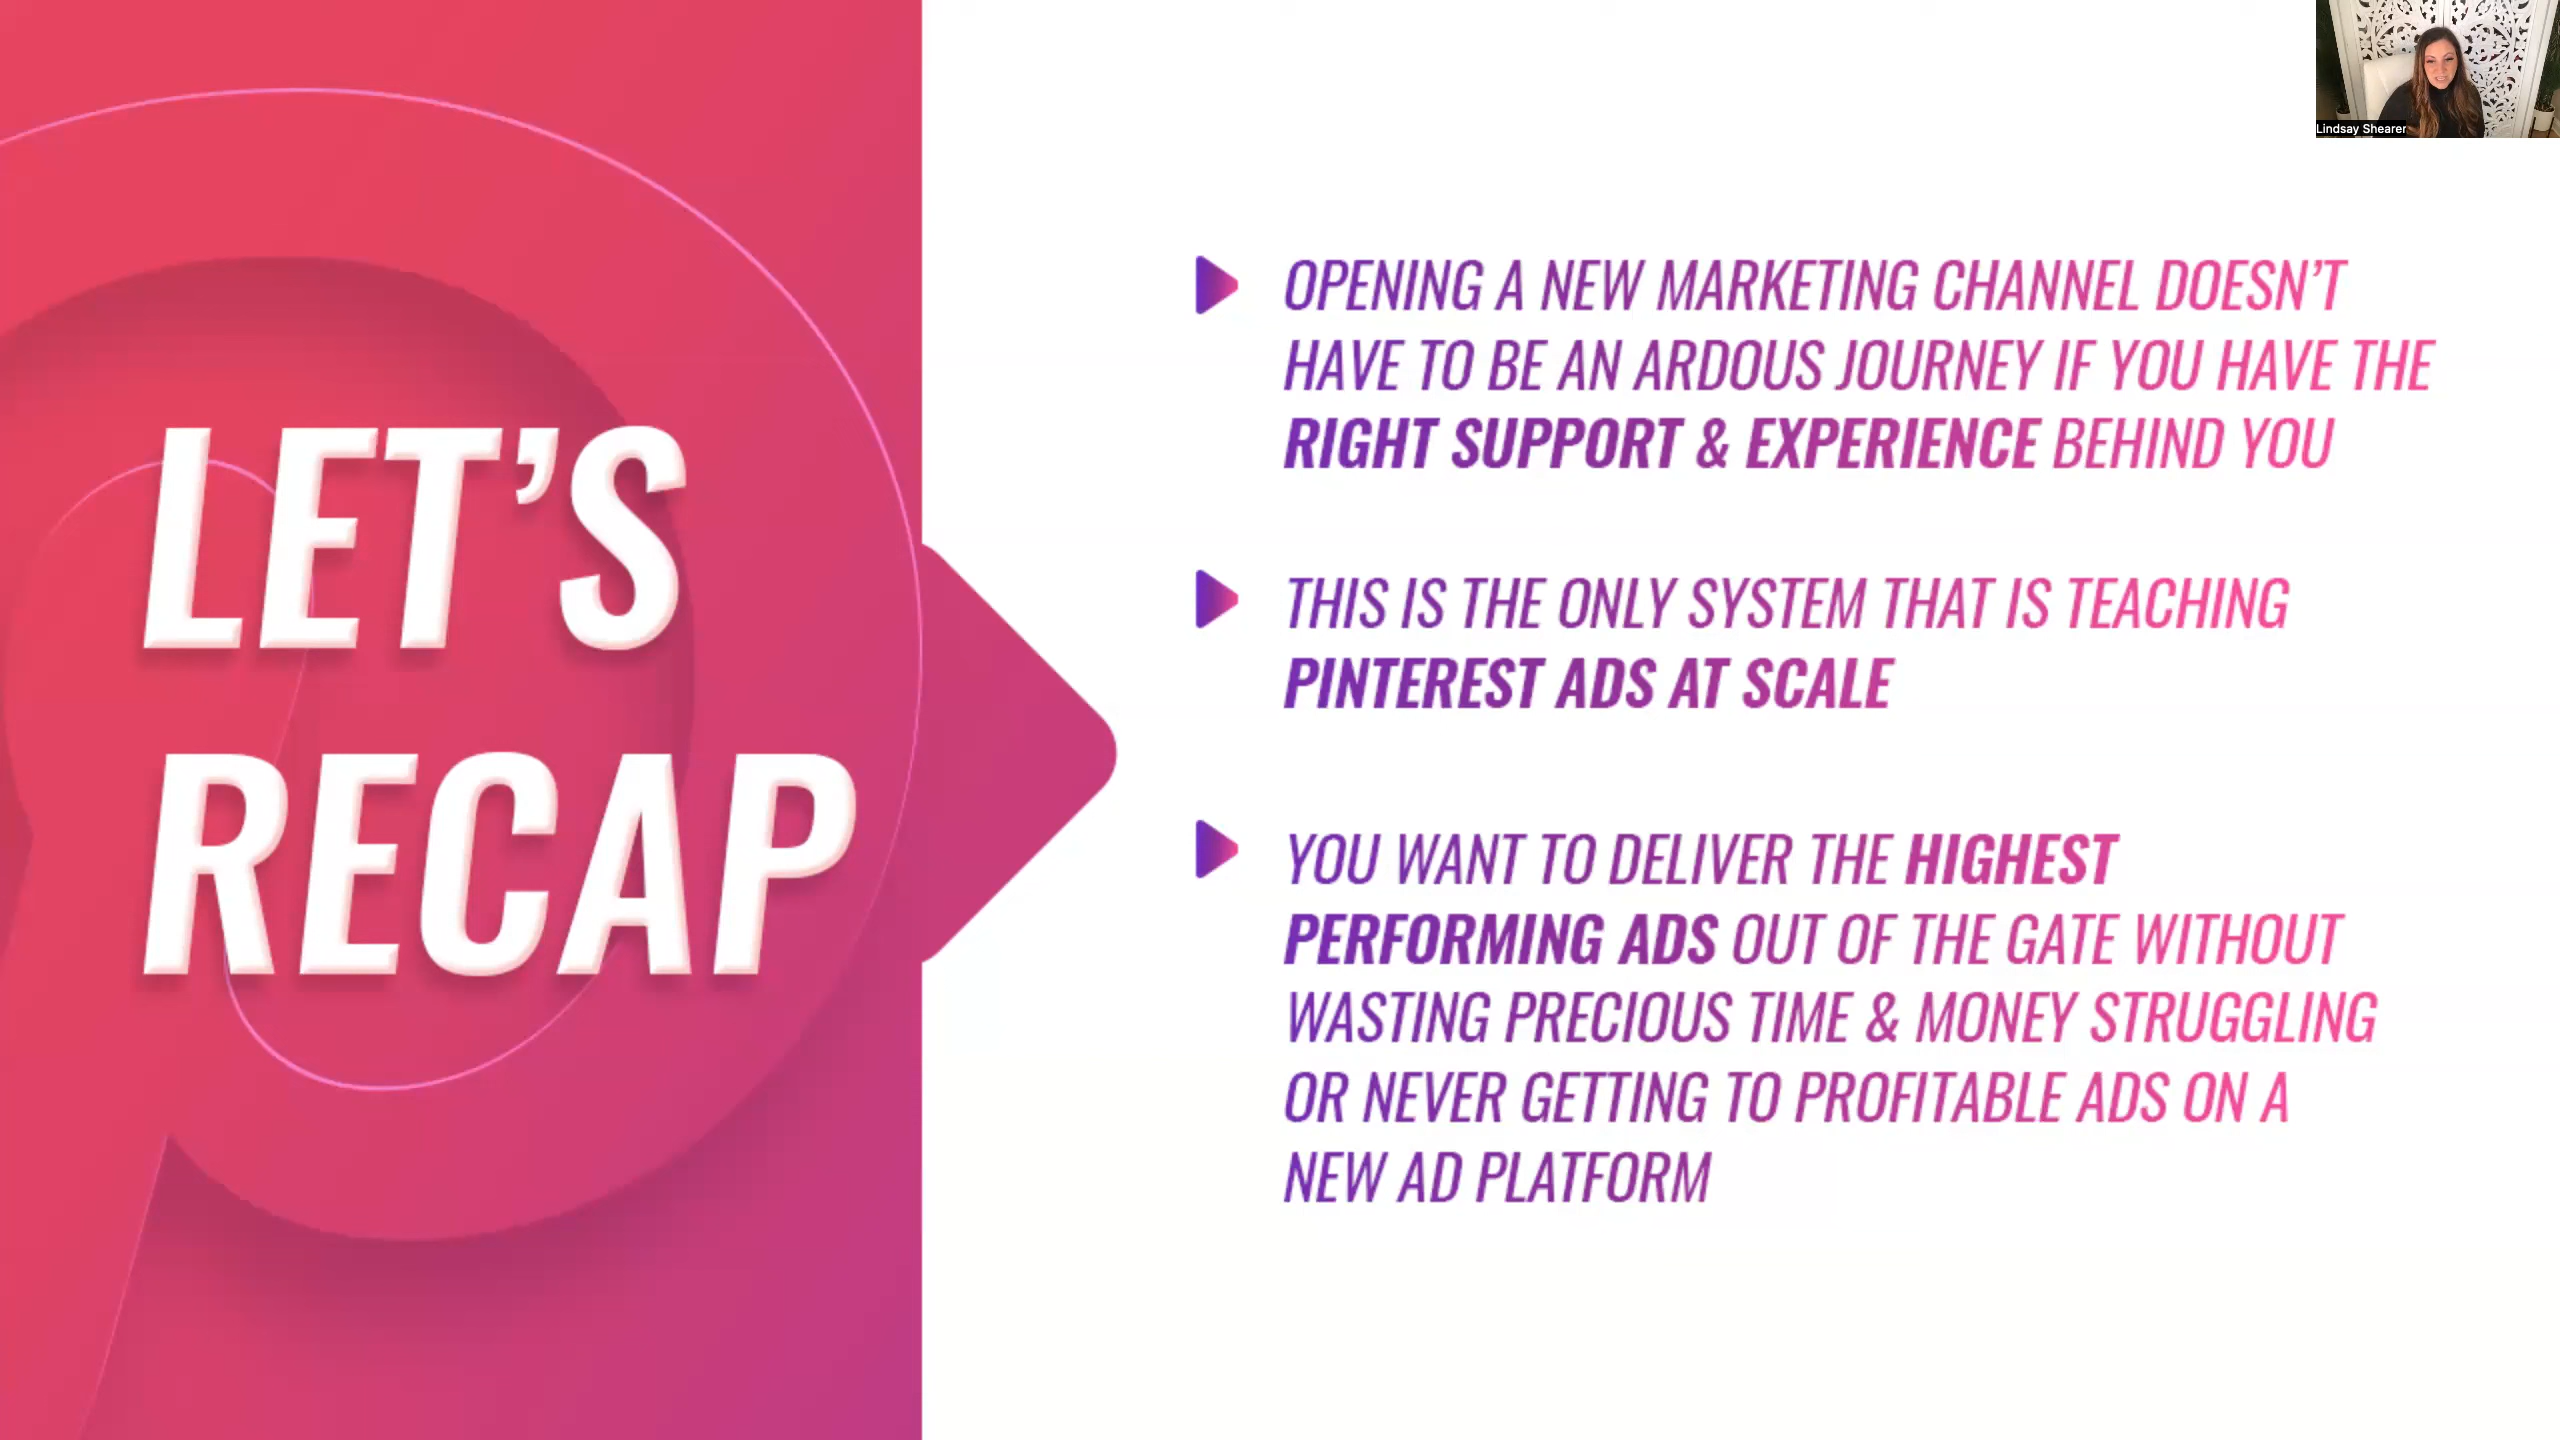 Lindsay Shearer
LET'S
RECAP
OPENING A NEW MARKETING CHANNEL DOESN'T
HAVE TO BE AN ARDOUS JOURNEY IF YOU HAVE THE
RIGHT SUPPORT & EXPERIENCE BEHIND YOU
THIS IS THE ONLY SYSTEM THAT IS TEACHING
PINTEREST ADS AT SCALE
YOU WANT TO DELIVER THE HIGHEST
PERFORMING ADS OUT OF THE GATE WITHOUT
WASTING PRECIOUS TIME & MONEY STRUGGLING
OR NEVER GETTING TO PROFITABLE ADS ON A
NEW AD PLATFORM